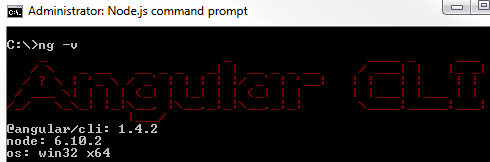 Administrator: Node.js command prompt
C:\>ng -v
Angular CLI
@angular/cli: 1.4.2
node: 6.10.2
os: win32 x64